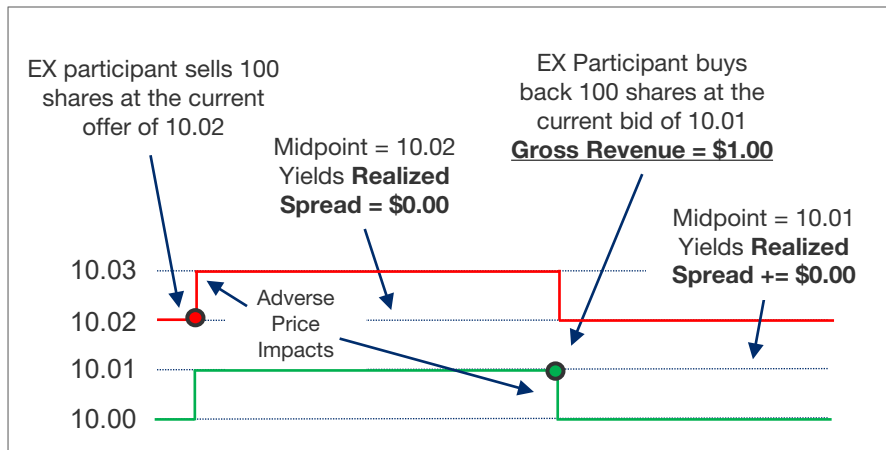 EX participant sells 100
shares at the current
offer of 10.02
Midpoint = 10.02
Yields Realized
Spread = $0.00
EX Participant buys
back 100 shares at the
current bid of 10.01
Gross Revenue = $1.00
Midpoint = 10.01
Yields Realized
Spread += $0.00
10.03
10.02
10.01
10.00
Adverse
Price
Impacts